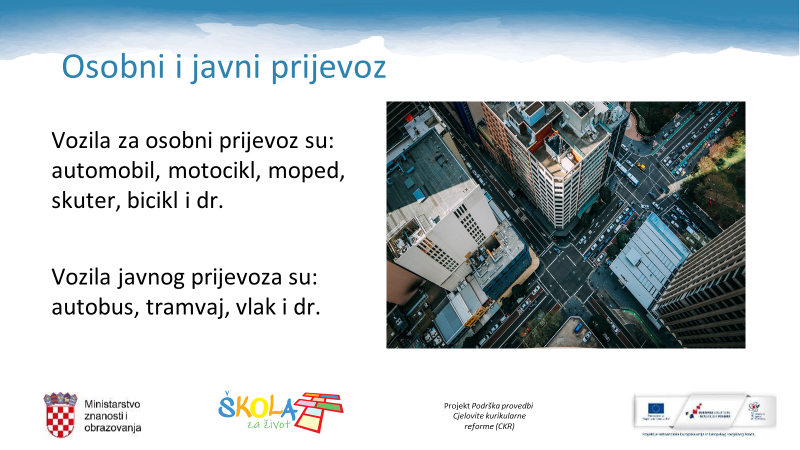 Osobni i javni prijevoz
Vozila za osobni prijevoz su:
automobil, motocikl, moped,
skuter, bicikl i dr.
Vozila javnog prijevoza su:
autobus, tramvaj, vlak i dr.
Ministarstvo
znanosti i
obrazovanja
ŠKOLA
za život
Projekt Podrška provedbi
Cjelovite kurikularne
reforme (CKR)